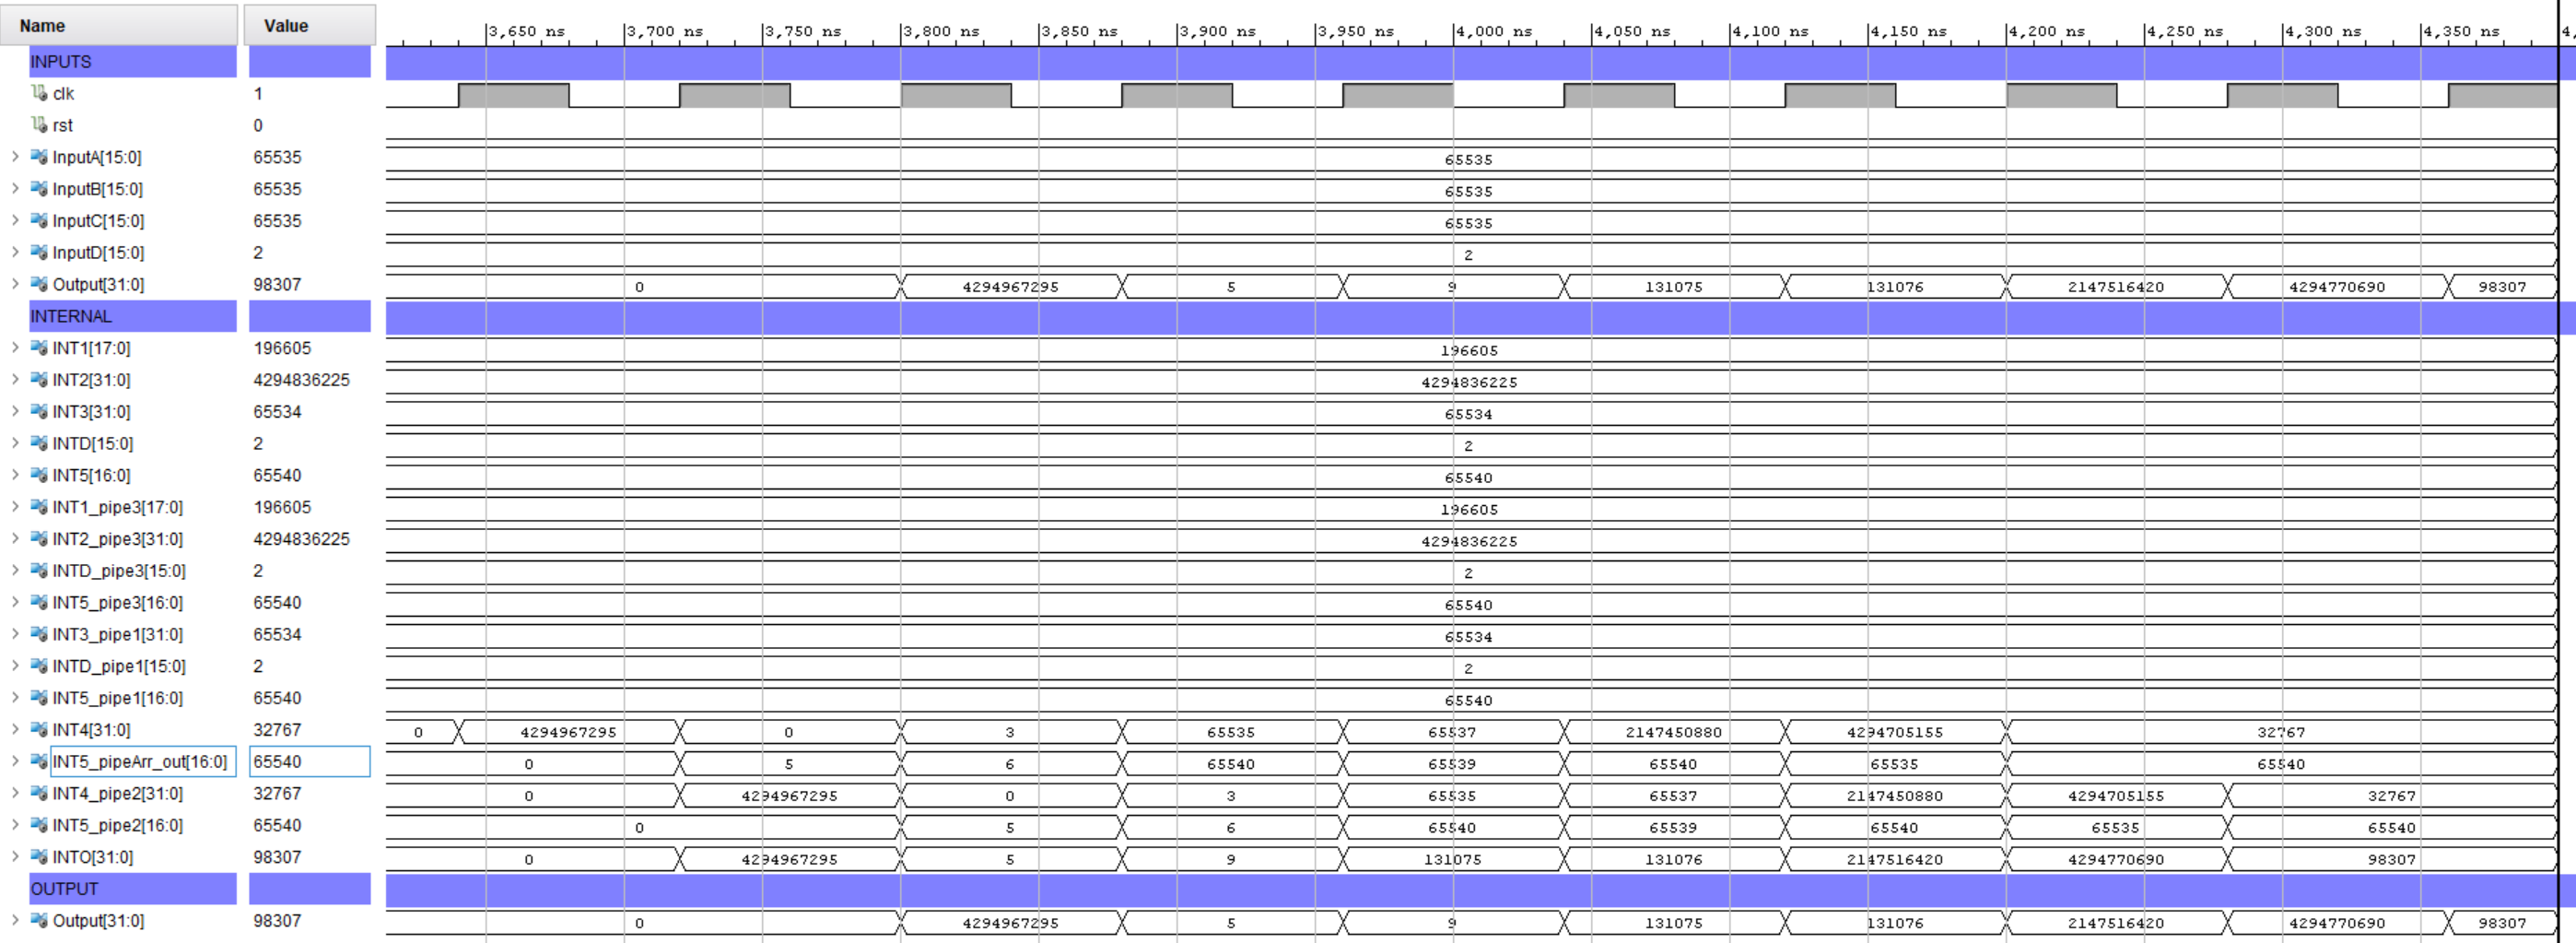 Name Value 3,650 ns 3,700 ns 3,750 ns 3,800 ns 3,850 ns 3,900 ns 3,950 ns 4,000 ns 4,050 ns 4,100 ns 4,150 ns 4,200 ns 4,250 ns 4,300 ns 4,350 ns 4,
INPUTS
clk 1
rst 0
InputA[15:0] 65535 65535
InputB[15:0] 65535 65535
InputC[15:0] 65535 65535
InputD[15:0] 2 2
Output[31:0] 98307 0 4294967295 5 9 131075 131076 2147516420 4294770690 98307
INTERNAL
INT1[17:0] 196605 196605
INT2[31:0] 4294836225 4294836225
INT3[31:0] 65534 65534
INTD[15:0] 2 2
INT5[16:0] 65540 65540
INT1_pipe3[17:0] 196605 196605
INT2_pipe3[31:0] 4294836225 4294836225
INTD_pipe3[15:0] 2 2
INT5_pipe3[16:0] 65540 65540
INT3_pipe1[31:0] 65534 65534
INTD_pipe1[15:0] 2 2
INT5_pipe1[16:0] 65540 65540
INT4[31:0] 32767 0 4294967295 0 3 65535 65537 2147450880 4294705155 32767
INT5_pipeArr_out[16:0] 65540 0 5 6 65540 65539 65540 65535 65540
INT4_pipe2[31:0] 32767 0 4294967295 0 3 65535 65537 2147450880 4294705155 32767
INT5_pipe2[16:0] 65540 0 5 6 65540 65539 65540 65535 65540
INTO[31:0] 98307 0 4294967295 5 9 131075 131076 2147516420 4294770690 98307
OUTPUT
Output[31:0] 98307 0 4294967295 5 9 131075 131076 2147516420 4294770690 98307